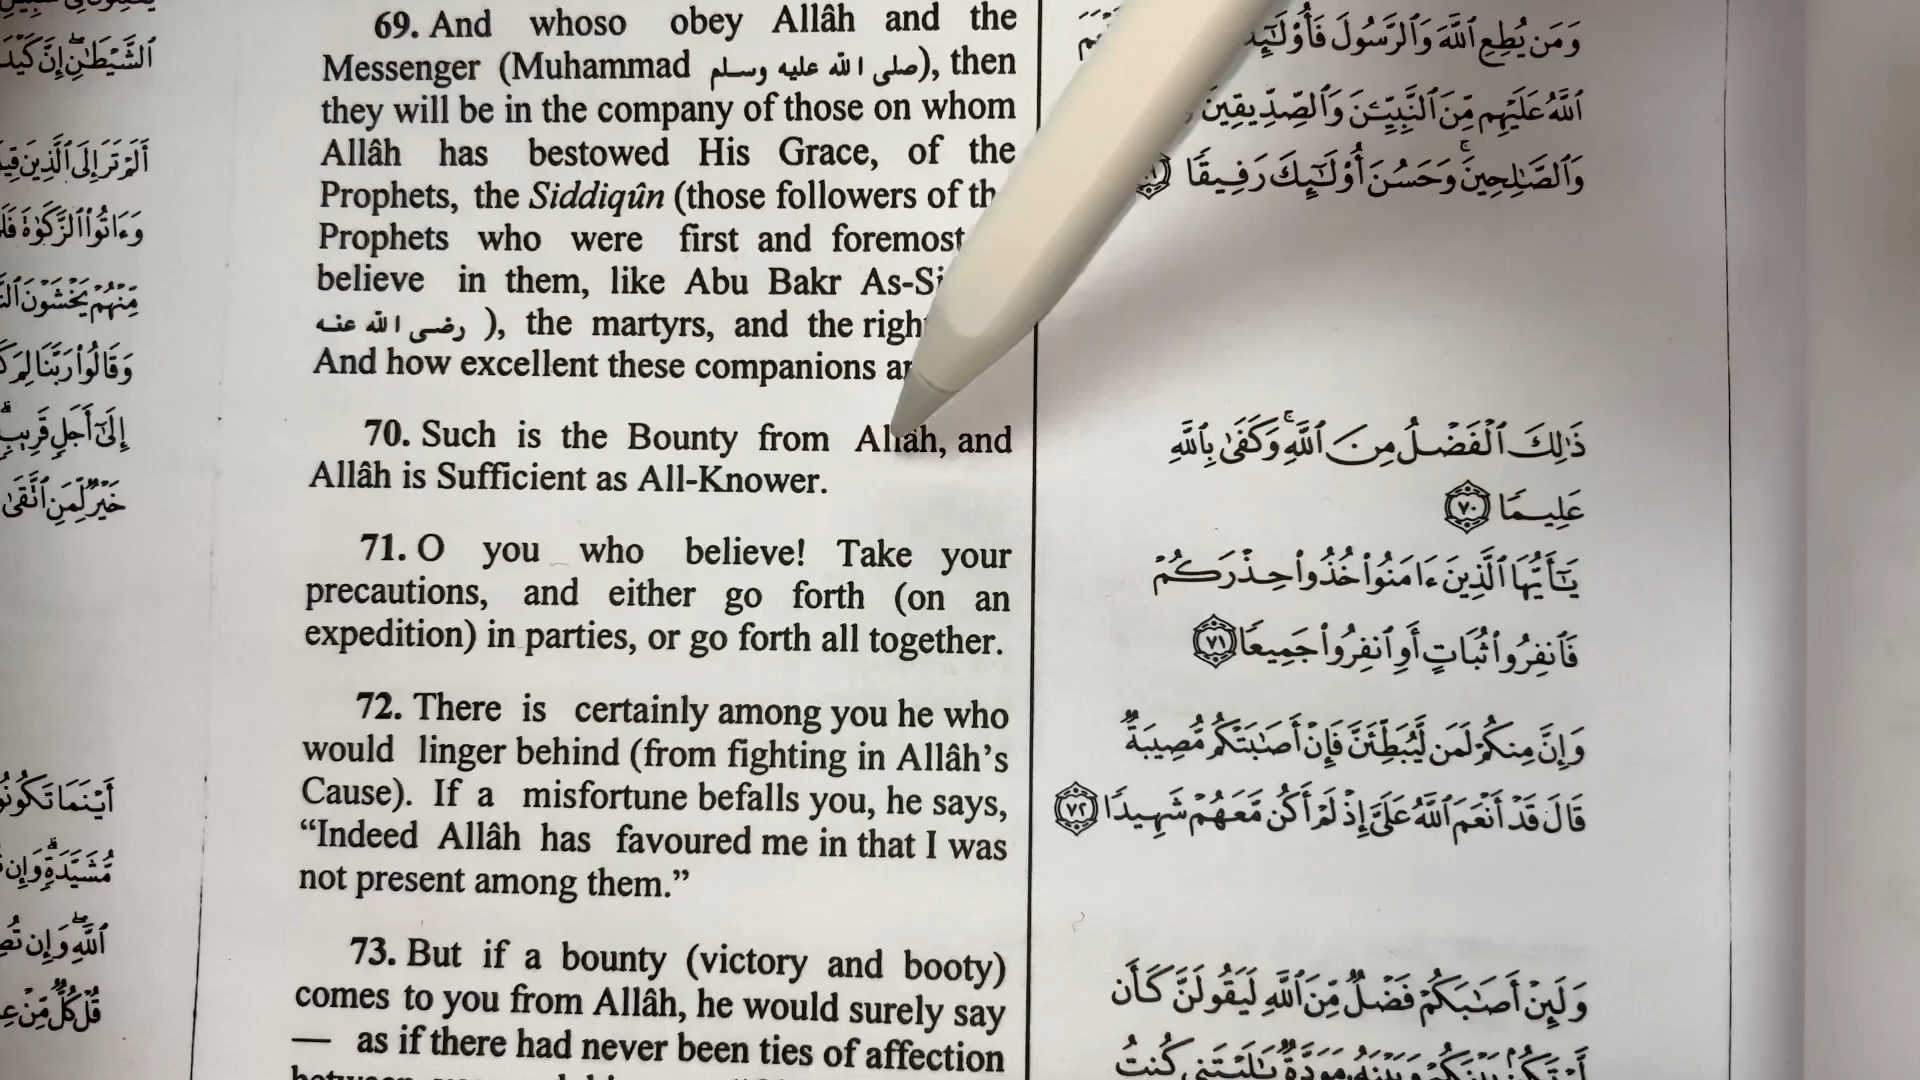 69. And whoso obey Allâh and the
Messenger (Muhammad صلى الله عليه وسلم), then
they will be in the company of those on whom
Allâh has bestowed His Grace, of the
Prophets, the Siddiqûn (those followers of
Prophets who were first and foremost
believe in them, like Abu Bakr
رضى الله عنه ), the martyrs, and the
And how excellent these companions
70. Such is the Bounty from Allâh, and
Allâh is Sufficient as All-Knower.
71. O you who believe! Take your
precautions, and either go forth (on an
expedition) in parties, or go forth all together.
72. There is certainly among you he who
would linger behind (from fighting in Allâh’s
Cause). If a misfortune befalls you, he says,
“Indeed Allâh has favoured me in that I was
not present among them.”
73. But if a bounty (victory and booty)
comes to you from Allâh, he would surely say
— as if there had never been ties of affection
وَمَن يُطِعِ ٱللَّهَ وَٱلرَّسُولَ
ٱللَّهُ عَلَيْهِم مِّنَ ٱلنَّبِيِّـۧنَ وَٱلصِّدِّيقِينَ
وَٱلصَّـٰلِحِينَ ۚ وَحَسُنَ أُو۟لَـٰٓئِكَ رَفِيقًا
ذَٰلِكَ ٱلْفَضْلُ مِنَ ٱللَّهِ ۚ وَكَفَىٰ بِٱللَّهِ
عَلِيمًا ٧٠
يَـٰٓأَيُّهَا ٱلَّذِينَ ءَامَنُوا۟ خُذُوا۟ حِذْرَكُمْ
فَٱنفِرُوا۟ ثُبَاتٍ أَوِ ٱنفِرُوا۟ جَمِيعًا ٧١
وَإِنَّ مِنكُمْ لَمَن لَّيُبَطِّئَنَّ فَإِنْ أَصَـٰبَتْكُم مُّصِيبَةٌ
قَالَ قَدْ أَنْعَمَ ٱللَّهُ عَلَىَّ إِذْ لَمْ أَكُن مَّعَهُمْ شَهِيدًا ٧٢
وَلَئِنْ أَصَـٰبَكُمْ فَضْلٌ مِّنَ ٱللَّهِ لَيَقُولَنَّ كَأَن
ٱلشَّيْطَـٰنِ ۖ إِنَّ كَيْدَ
أَلَمْ تَرَ إِلَى ٱلَّذِينَ
وَءَاتُوا۟ ٱلزَّكَوٰةَ
مِّنْهُمْ يَخْشَوْنَ
وَقَالُوا۟ رَبَّنَا لِمَ
إِلَىٰٓ أَجَلٍ قَرِيبٍ ۗ
خَيْرٌ لِّمَنِ ٱتَّقَىٰ
أَيْنَمَا تَكُونُوا۟
مُّشَيَّدَةٍ ۗ وَإِن
ٱللَّهِ ۖ وَإِن
قُلْ كُلٌّ مِّنْ